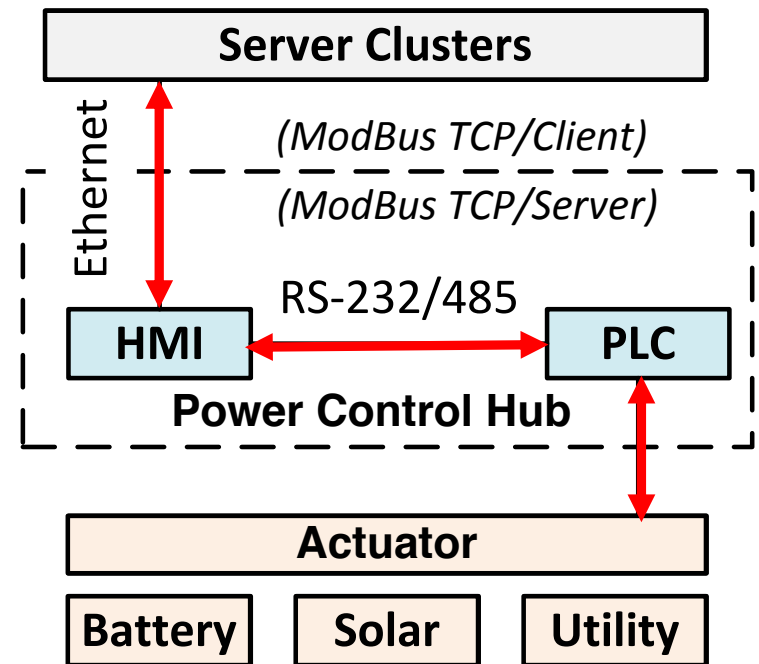 Server Clusters
Ethernet
(ModBus TCP/Client)
(ModBus TCP/Server)
RS-232/485
HMI
PLC
Power Control Hub
Actuator
Battery
Solar
Utility